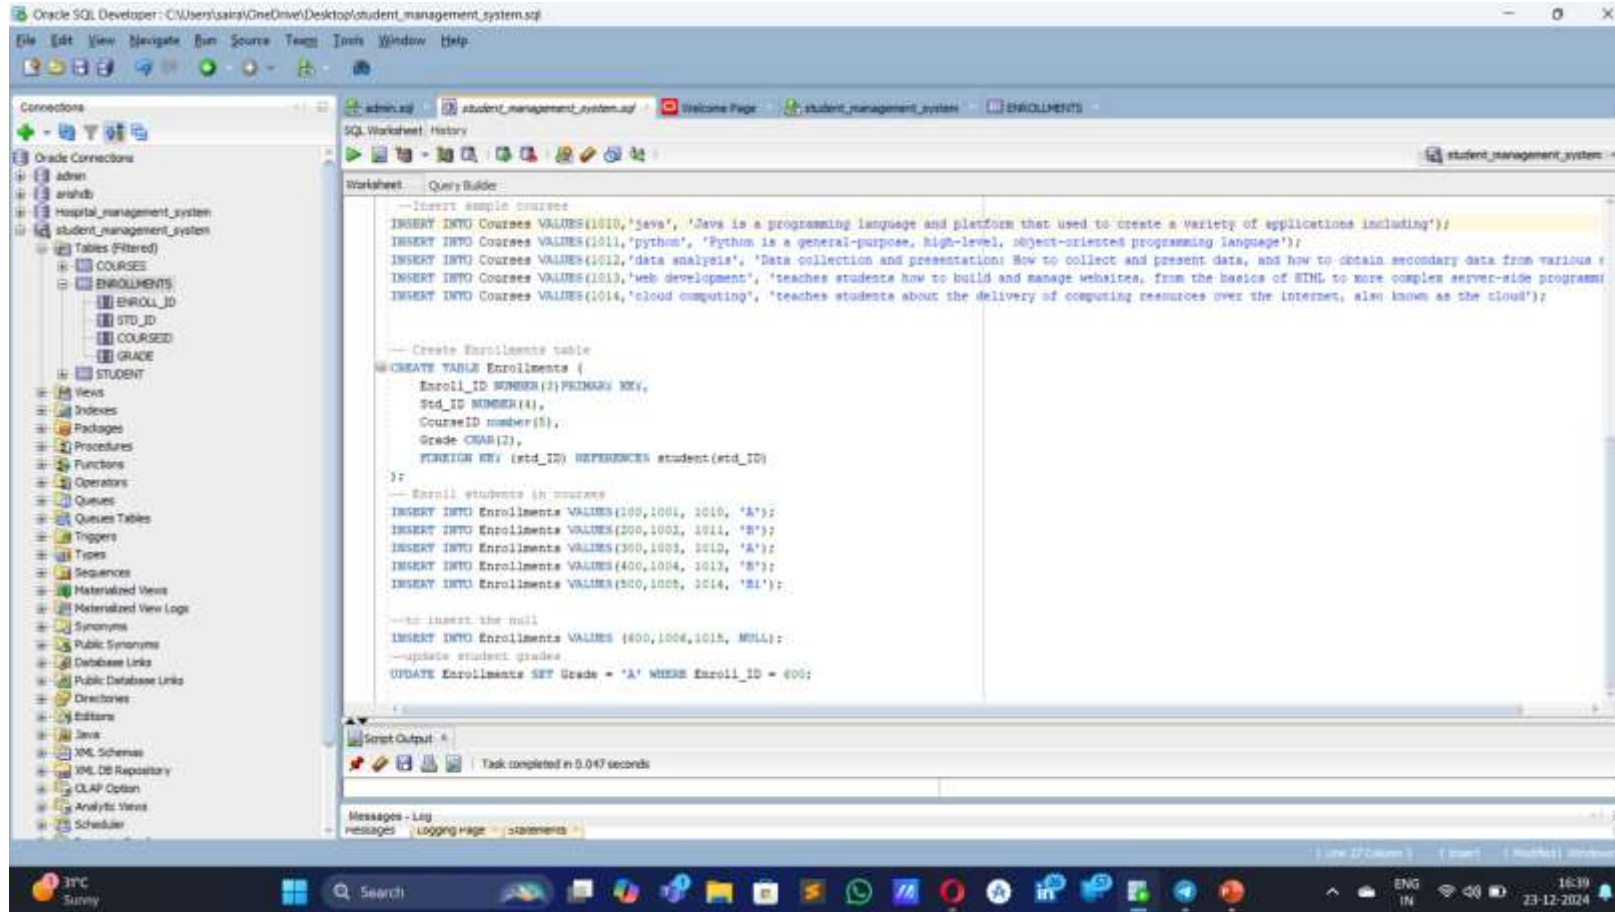 Oracle SQL Developer : C:\Users\saira\OneDrive\Desktop\student_management_system.sql
File Edit View Navigate Run Source Team Tools Window Help
Connections
Oracle Connections
admin
arishdb
Hospital_management_system
student_management_system
Tables (Filtered)
COURSES
ENROLLMENTS
ENROLL_ID
STD_ID
COURSEID
GRADE
STUDENT
Views
Indexes
Packages
Procedures
Functions
Operators
Queues
Queues Tables
Triggers
Types
Sequences
Materialized Views
Materialized View Logs
Synonyms
Public Synonyms
Database Links
Public Database Links
Directories
Editions
Java
XML Schemas
XML DB Repository
OLAP Option
Analytic Views
Scheduler
admin.sql student_management_system.sql Welcome Page student_management_system ENROLLMENTS
SQL Worksheet History
student_management_system
Worksheet Query Builder
--Insert sample courses
INSERT INTO Courses VALUES(1010,'java', 'Java is a programming language and platform that used to create a variety of applications including');
INSERT INTO Courses VALUES(1011,'python', 'Python is a general-purpose, high-level, object-oriented programming language');
INSERT INTO Courses VALUES(1012,'data analysis', 'Data collection and presentation: How to collect and present data, and how to obtain secondary data from various
INSERT INTO Courses VALUES(1013,'web development', 'teaches students how to build and manage websites, from the basics of HTML to more complex server-side programmi
INSERT INTO Courses VALUES(1014,'cloud computing', 'teaches students about the delivery of computing resources over the internet, also known as the cloud');
-- Create Enrollments table
CREATE TABLE Enrollments (
Enroll_ID NUMBER(3)PRIMARY KEY,
Std_ID NUMBER(4),
CourseID number(5),
Grade CHAR(2),
FOREIGN KEY (std_ID) REFERENCES student(std_ID)
);
-- Enroll students in courses
INSERT INTO Enrollments VALUES(100,1001, 1010, 'A');
INSERT INTO Enrollments VALUES(200,1002, 1011, 'B');
INSERT INTO Enrollments VALUES(300,1003, 1012, 'A');
INSERT INTO Enrollments VALUES(400,1004, 1013, 'B');
INSERT INTO Enrollments VALUES(500,1005, 1014, 'B1');
--to insert the null
INSERT INTO Enrollments VALUES (600,1006,1015, NULL);
--update student grades
UPDATE Enrollments SET Grade = 'A' WHERE Enroll_ID = 600;
Script Output
Task completed in 0.047 seconds
Messages - Log
Messages Logging Page Statements
31°C
Sunny
Search
ENG
IN
16:39
23-12-2024